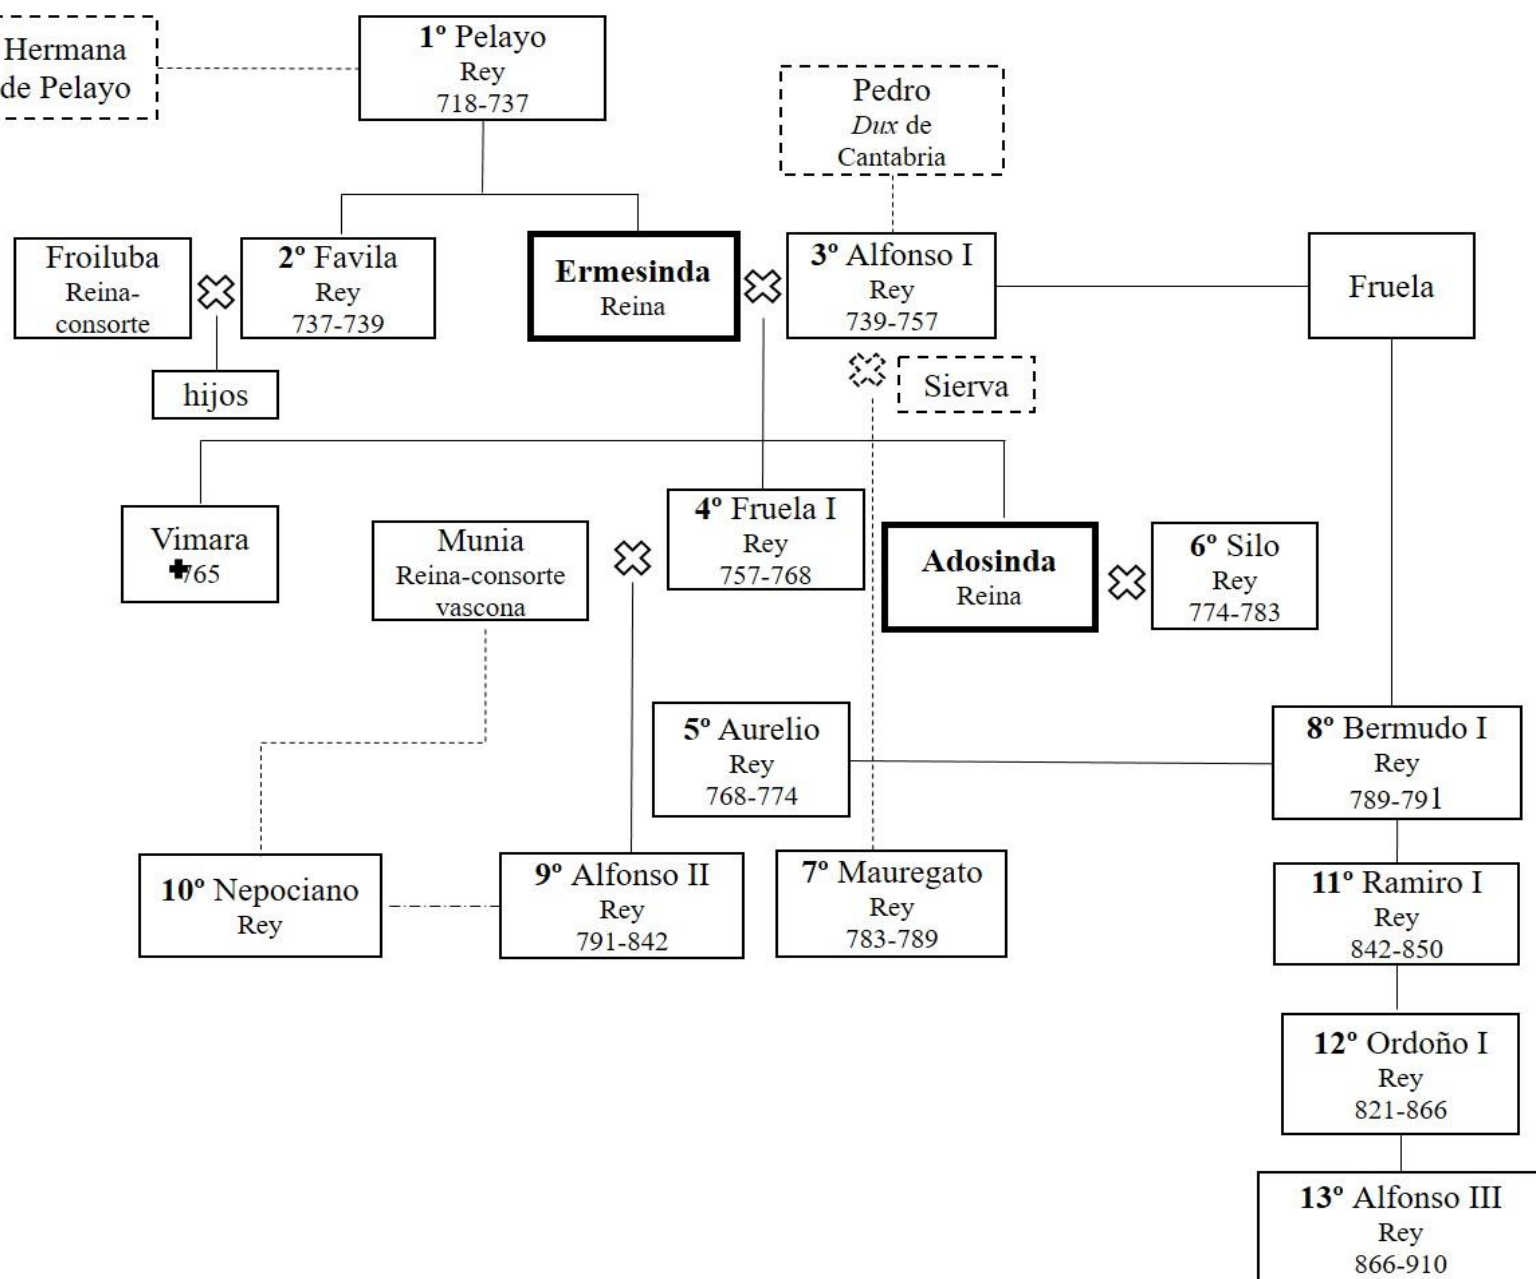 Hermana
de Pelayo
1º Pelayo
Rey
718-737
Pedro
Dux de
Cantabria
Froiluba
Reina-
consorte
2º Favila
Rey
737-739
Ermesinda
Reina
3º Alfonso I
Rey
739-757
Fruela
hijos
Sierva
Vimara
765
Munia
Reina-consorte
vascona
4º Fruela I
Rey
757-768
Adosinda
Reina
6º Silo
Rey
774-783
5º Aurelio
Rey
768-774
8º Bermudo I
Rey
789-791
10º Nepociano
Rey
9º Alfonso II
Rey
791-842
7º Mauregato
Rey
783-789
11º Ramiro I
Rey
842-850
12º Ordoño I
Rey
821-866
13º Alfonso III
Rey
866-910